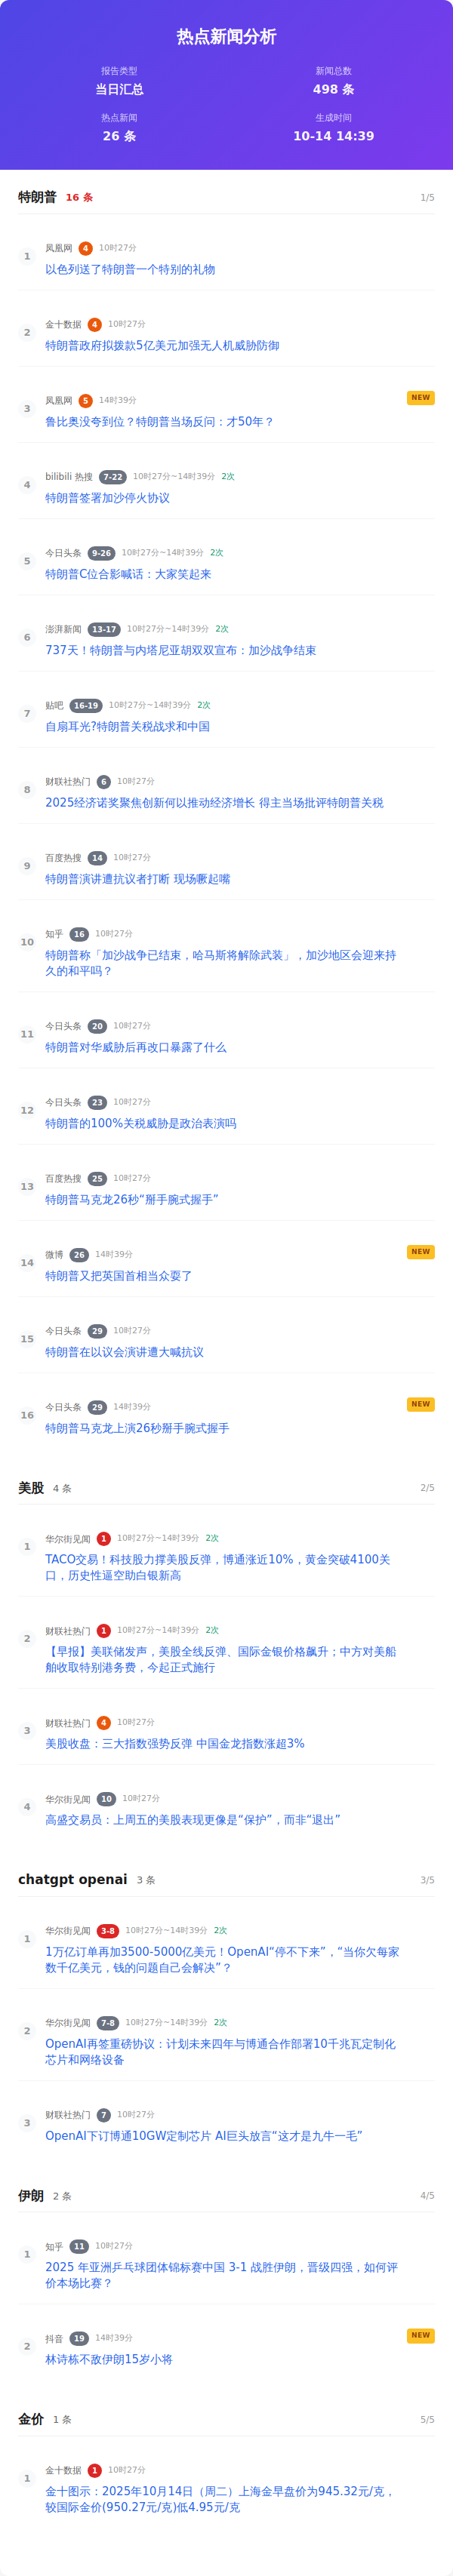 热点新闻分析
报告类型
新闻总数
当日汇总
498 条
热点新闻
生成时间
26 条
10-14 14:39
特朗普 16 条 1/5
1 凤凰网 4 10时27分
以色列送了特朗普一个特别的礼物
2 金十数据 4 10时27分
特朗普政府拟拨款5亿美元加强无人机威胁防御
3 凤凰网 5 14时39分 NEW
鲁比奥没夸到位？特朗普当场反问：才50年？
4 bilibili 热搜 7-22 10时27分~14时39分 2次
特朗普签署加沙停火协议
5 今日头条 9-26 10时27分~14时39分 2次
特朗普C位合影喊话：大家笑起来
6 澎湃新闻 13-17 10时27分~14时39分 2次
737天！特朗普与内塔尼亚胡双双宣布：加沙战争结束
7 贴吧 16-19 10时27分~14时39分 2次
自扇耳光?特朗普关税战求和中国
8 财联社热门 6 10时27分
2025经济诺奖聚焦创新何以推动经济增长 得主当场批评特朗普关税
9 百度热搜 14 10时27分
特朗普演讲遭抗议者打断 现场噘起嘴
10 知乎 16 10时27分
特朗普称「加沙战争已结束，哈马斯将解除武装」，加沙地区会迎来持
久的和平吗？
11 今日头条 20 10时27分
特朗普对华威胁后再改口暴露了什么
12 今日头条 23 10时27分
特朗普的100%关税威胁是政治表演吗
13 百度热搜 25 10时27分
特朗普马克龙26秒“掰手腕式握手”
14 微博 26 14时39分 NEW
特朗普又把英国首相当众耍了
15 今日头条 29 10时27分
特朗普在以议会演讲遭大喊抗议
16 今日头条 29 14时39分 NEW
特朗普马克龙上演26秒掰手腕式握手
美股 4 条 2/5
1 华尔街见闻 1 10时27分~14时39分 2次
TACO交易！科技股力撑美股反弹，博通涨近10%，黄金突破4100关
口，历史性逼空助白银新高
2 财联社热门 1 10时27分~14时39分 2次
【早报】美联储发声，美股全线反弹、国际金银价格飙升；中方对美船
舶收取特别港务费，今起正式施行
3 财联社热门 4 10时27分
美股收盘：三大指数强势反弹 中国金龙指数涨超3%
4 华尔街见闻 10 10时27分
高盛交易员：上周五的美股表现更像是“保护”，而非“退出”
chatgpt openai 3 条 3/5
1 华尔街见闻 3-8 10时27分~14时39分 2次
1万亿订单再加3500-5000亿美元！OpenAI“停不下来”，“当你欠每家
数千亿美元，钱的问题自己会解决”？
2 华尔街见闻 7-8 10时27分~14时39分 2次
OpenAI再签重磅协议：计划未来四年与博通合作部署10千兆瓦定制化
芯片和网络设备
3 财联社热门 7 10时27分
OpenAI下订博通10GW定制芯片 AI巨头放言“这才是九牛一毛”
伊朗 2 条 4/5
1 知乎 11 10时27分
2025 年亚洲乒乓球团体锦标赛中国 3-1 战胜伊朗，晋级四强，如何评
价本场比赛？
2 抖音 19 14时39分 NEW
林诗栋不敌伊朗15岁小将
金价 1 条 5/5
1 金十数据 1 10时27分
金十图示：2025年10月14日（周二）上海金早盘价为945.32元/克，
较国际金价(950.27元/克)低4.95元/克